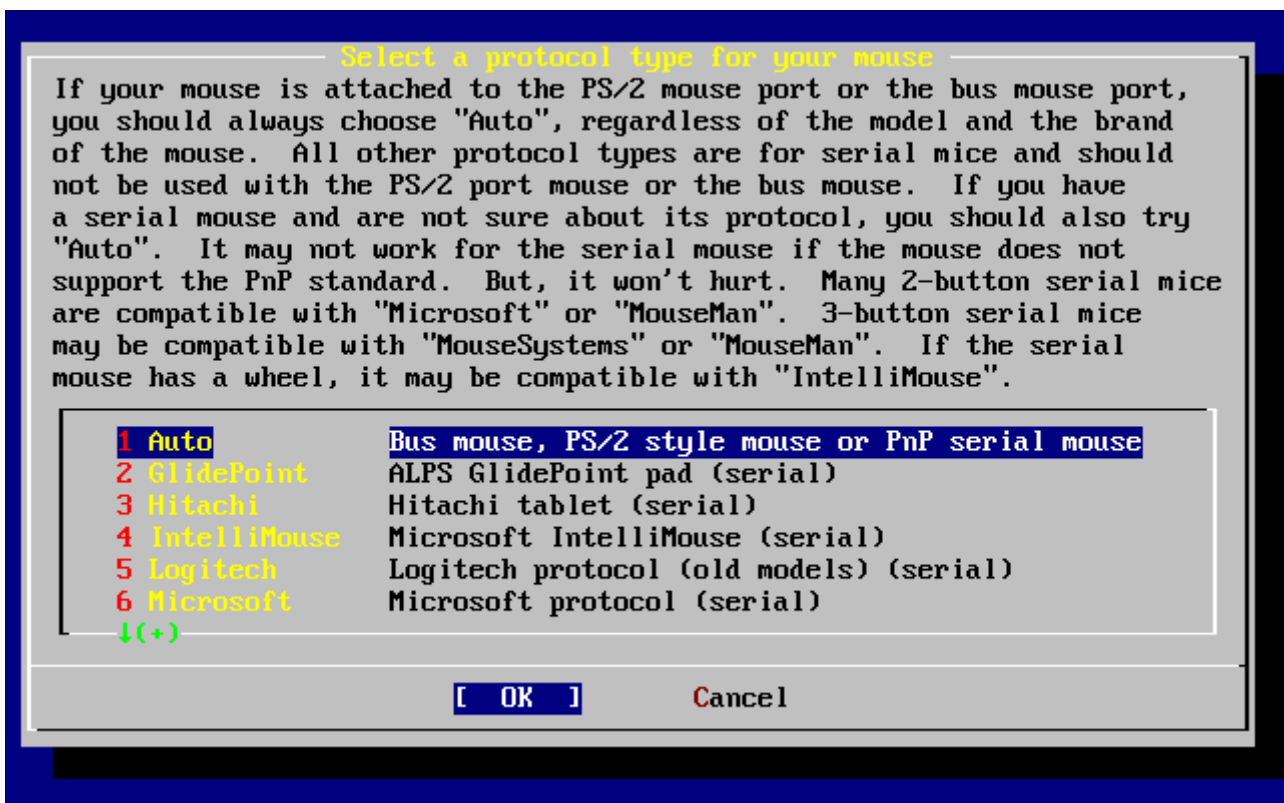 Select a protocol type for your mouse
If your mouse is attached to the PS/2 mouse port or the bus mouse port,
you should always choose "Auto", regardless of the model and the brand
of the mouse.  All other protocol types are for serial mice and should
not be used with the PS/2 port mouse or the bus mouse.  If you have
a serial mouse and are not sure about its protocol, you should also try
"Auto".  It may not work for the serial mouse if the mouse does not
support the PnP standard.  But, it won't hurt.  Many 2-button serial mice
are compatible with "Microsoft" or "MouseMan".  3-button serial mice
may be compatible with "MouseSystems" or "MouseMan".  If the serial
mouse has a wheel, it may be compatible with "IntelliMouse".
1 Auto Bus mouse, PS/2 style mouse or PnP serial mouse
2 GlidePoint ALPS GlidePoint pad (serial)
3 Hitachi Hitachi tablet (serial)
4 IntelliMouse Microsoft IntelliMouse (serial)
5 Logitech Logitech protocol (old models) (serial)
6 Microsoft Microsoft protocol (serial)
↓(+)
[ OK ] Cancel